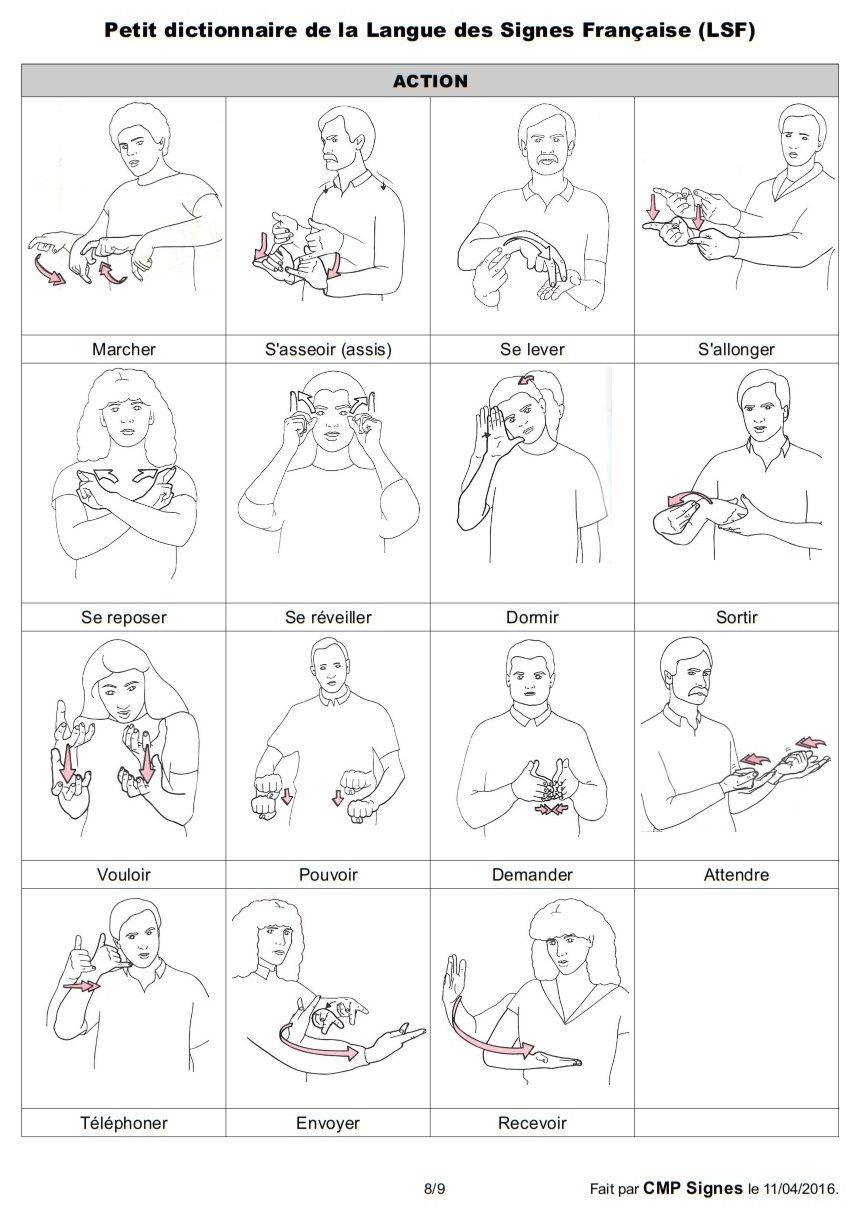 Petit dictionnaire de la Langue des Signes Française (LSF)
ACTION
Marcher
S'asseoir (assis)
Se lever
S'allonger
Se reposer
Se réveiller
Dormir
Sortir
Vouloir
Pouvoir
Demander
Attendre
Téléphoner
Envoyer
Recevoir
8/9
Fait par CMP Signes le 11/04/2016.